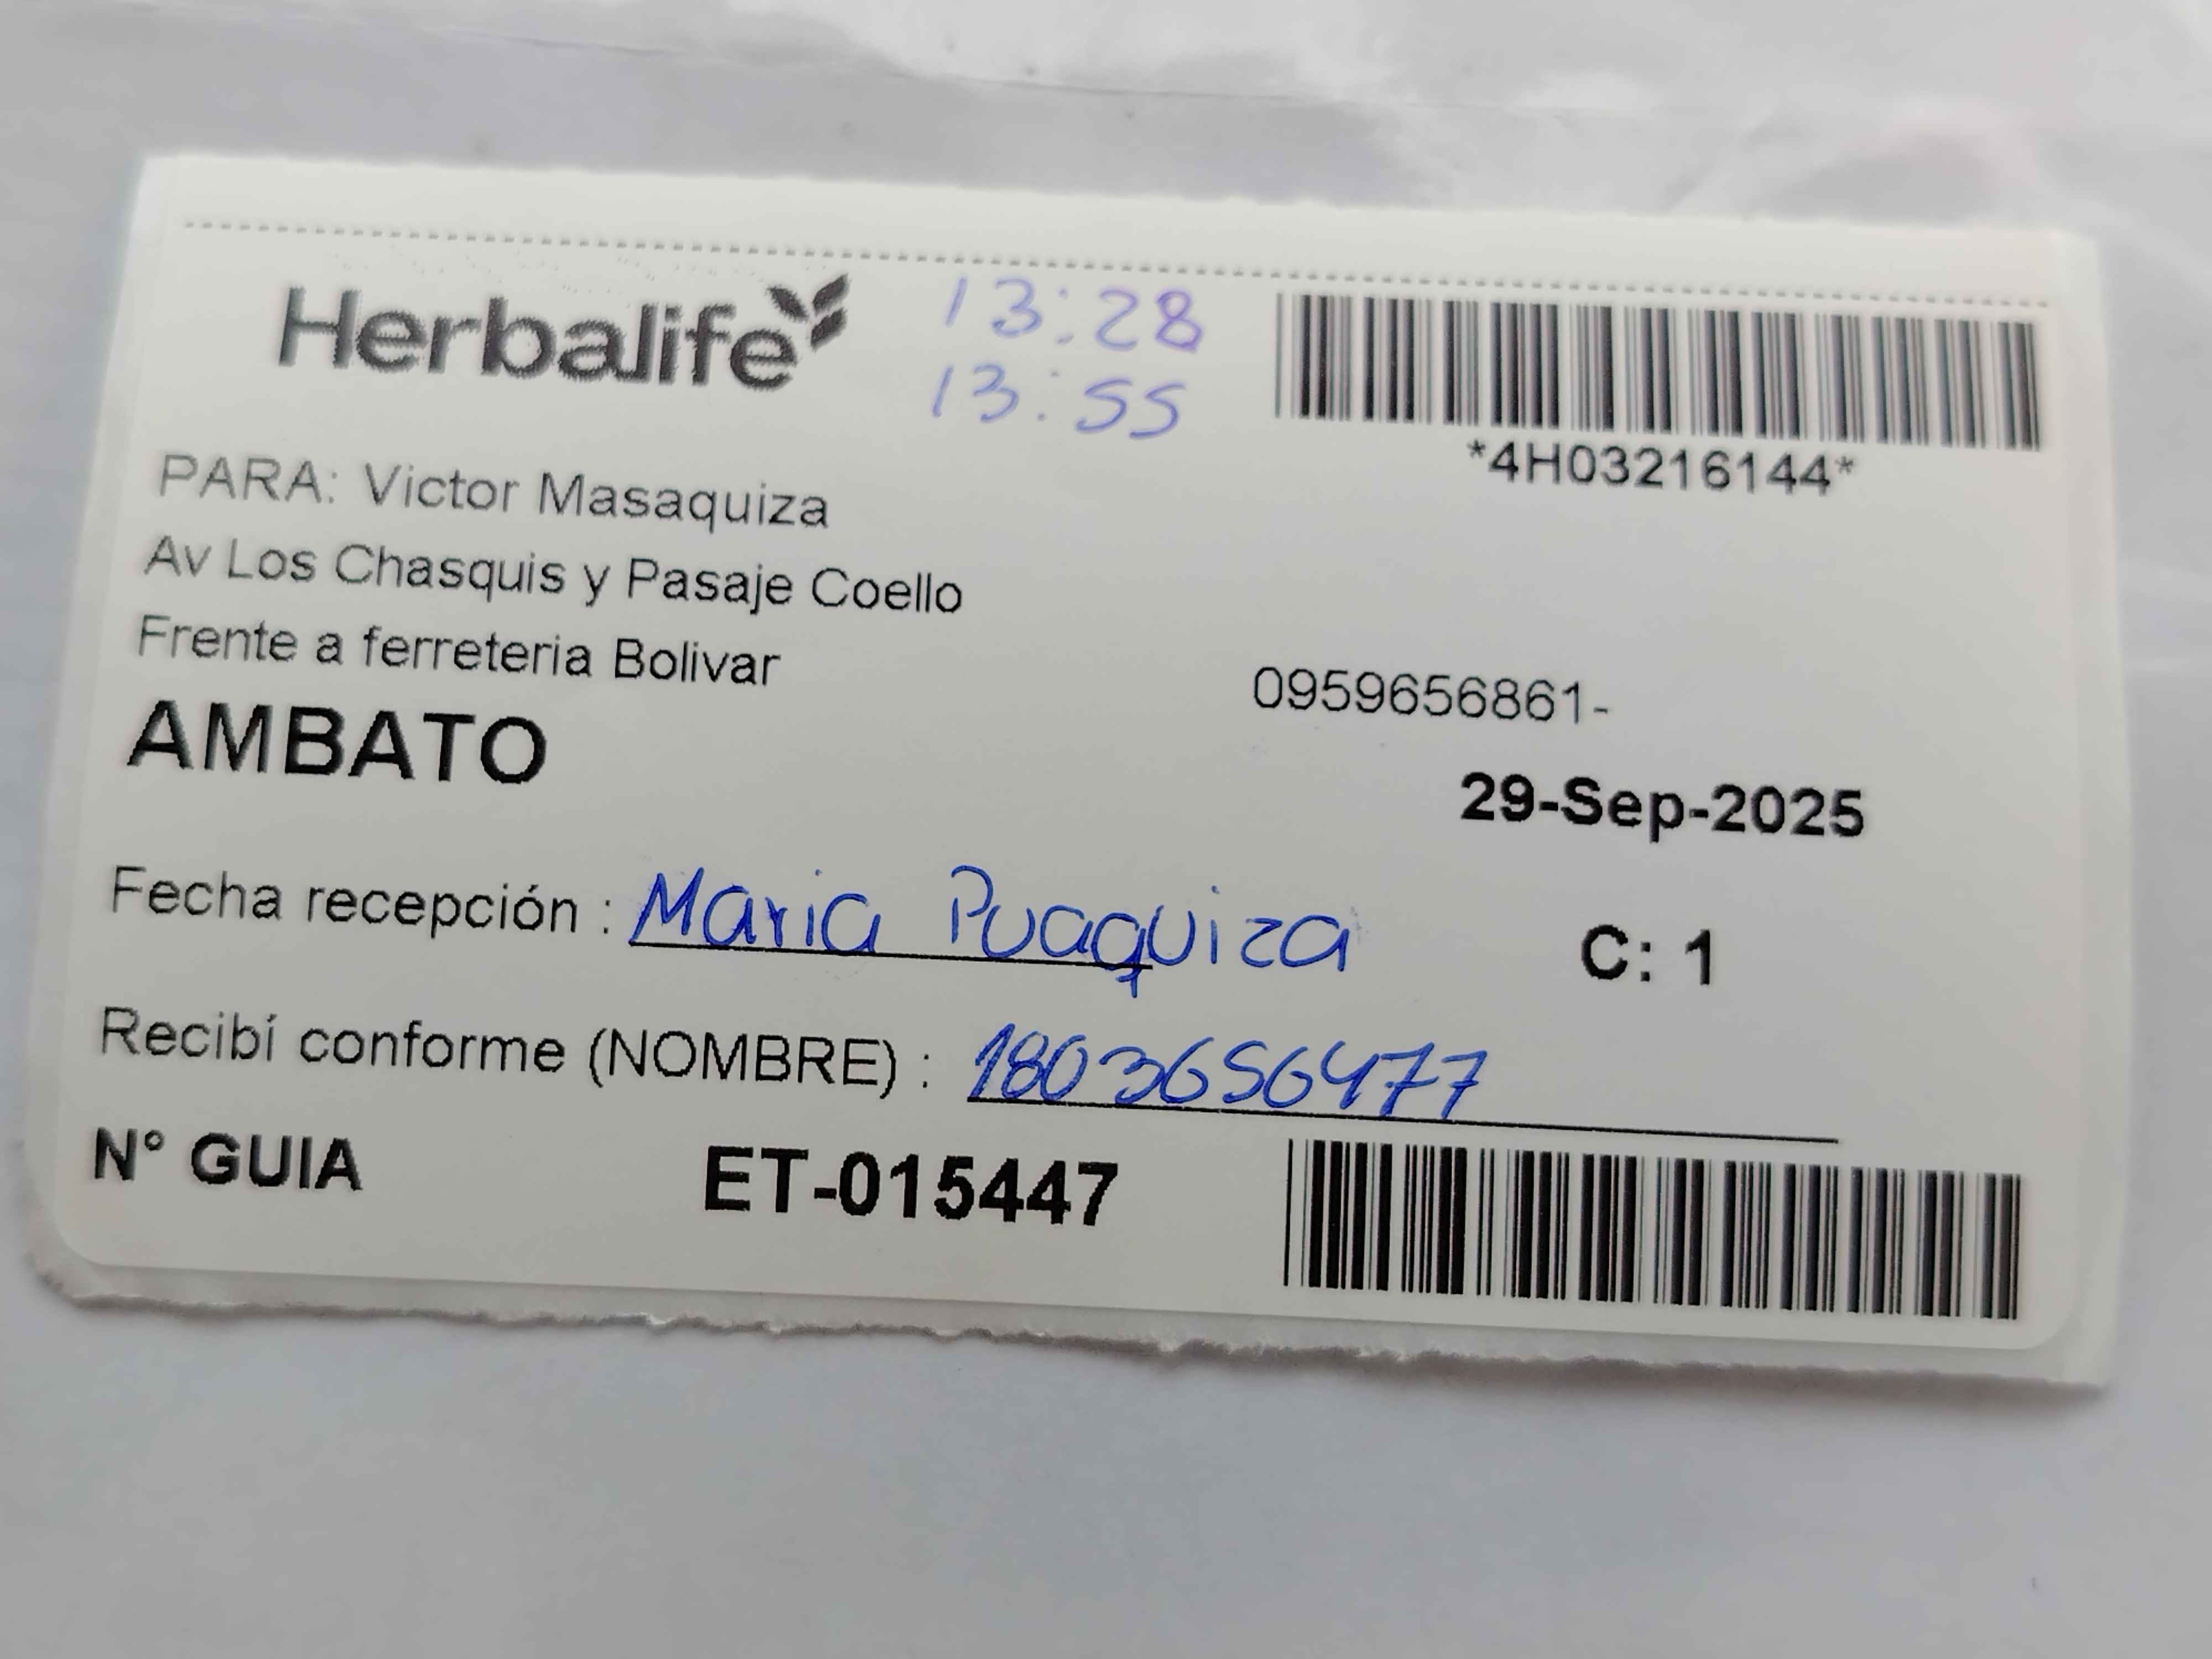 Herbalife
13:28
13:55
*4H03216144*
PARA: Victor Masaquiza
Av Los Chasquis y Pasaje Coello
Frente a ferreteria Bolivar
0959656861-
AMBATO
29-Sep-2025
Fecha recepción : Maria Puaquiza
C: 1
Recibí conforme (NOMBRE) : 1803656477
N° GUIA ET-015447